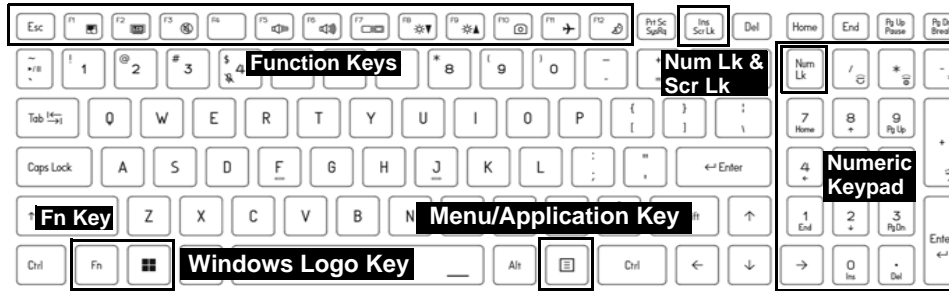 Esc F1 F2 F3 F4 F5 F6 F7 F8 F9 F10 F11 F12 Prt Sc SysRq Ins Scr Lk Del Home End Pg Up Pause Pg Dn Break
~ ` ! 1 @ 2 # 3 $ 4 Function Keys * 8 ( 9 ) 0 - Num Lk & Scr Lk Num Lk / * -
Tab Q W E R T Y U I O P { [ } ] \ 7 Home 8 9 Pg Up +
Caps Lock A S D F G H J K L : ; " ' Enter 4 Numeric Keypad
Fn Key Z X C V B N Menu/Application Key 1 End 2 3 Pg Dn Enter
Ctrl Fn Windows Logo Key Alt Ctrl 0 Ins . Del